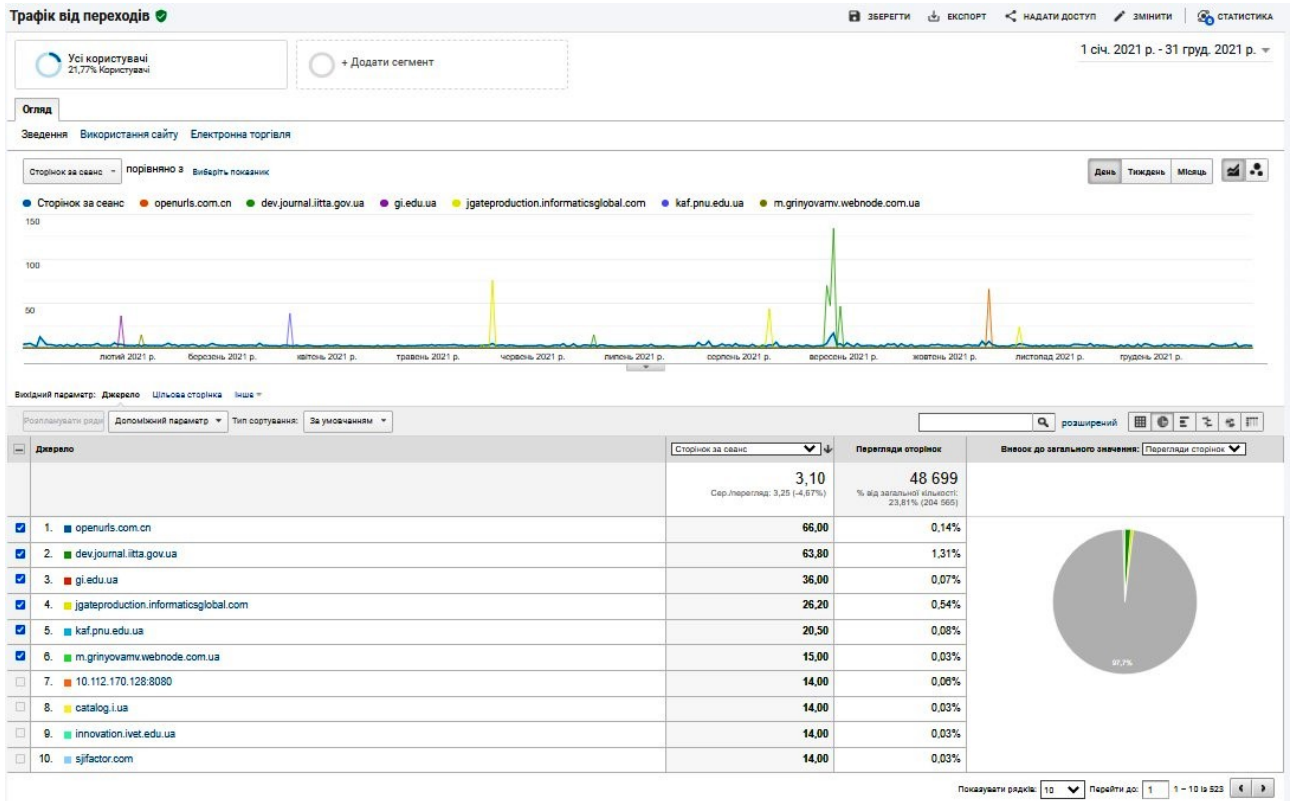 Трафік від переходів
ЗБЕРЕГТИ ЕКСПОРТ НАДАТИ ДОСТУП ЗМІНИТИ СТАТИСТИКА
Усі користувачі
21,77% Користувачі
+ Додати сегмент
1 січ. 2021 р. - 31 груд. 2021 р.
Огляд
Зведення Використання сайту Електронна торгівля
Сторінок за сеанс порівняно з Виберіть показник
День Тиждень Місяць
Сторінок за сеанс openurls.com.cn dev.journal.iitta.gov.ua gi.edu.ua jgateproduction.informaticsglobal.com kaf.pnu.edu.ua m.grinyovamv.webnode.com.ua
150
100
50
лютий 2021 р. березень 2021 р. квітень 2021 р. травень 2021 р. червень 2021 р. липень 2021 р. серпень 2021 р. вересень 2021 р. жовтень 2021 р. листопад 2021 р. грудень 2021 р.
Вихідний параметр: Джерело Цільова сторінка Інше
Розпланувати ряди Допоміжний параметр Тип сортування: За умовчанням розширений
Джерело Сторінок за сеанс Перегляди сторінок Внесок до загального значення: Перегляди сторінок
3,10 48 699
Сер./перегляд: 3,25 (-4,67%) % від загальної кількості:
23,81% (204 565)
1. openurls.com.cn 66,00 0,14%
2. dev.journal.iitta.gov.ua 63,80 1,31%
3. gi.edu.ua 36,00 0,07%
4. jgateproduction.informaticsglobal.com 26,20 0,54%
5. kaf.pnu.edu.ua 20,50 0,08%
6. m.grinyovamv.webnode.com.ua 15,00 0,03%
7. 10.112.170.128:8080 14,00 0,06%
8. catalog.i.ua 14,00 0,03%
9. innovation.ivet.edu.ua 14,00 0,03%
10. sjifactor.com 14,00 0,03%
97,7%
Показувати рядків: 10 Перейти до: 1 1 – 10 із 523